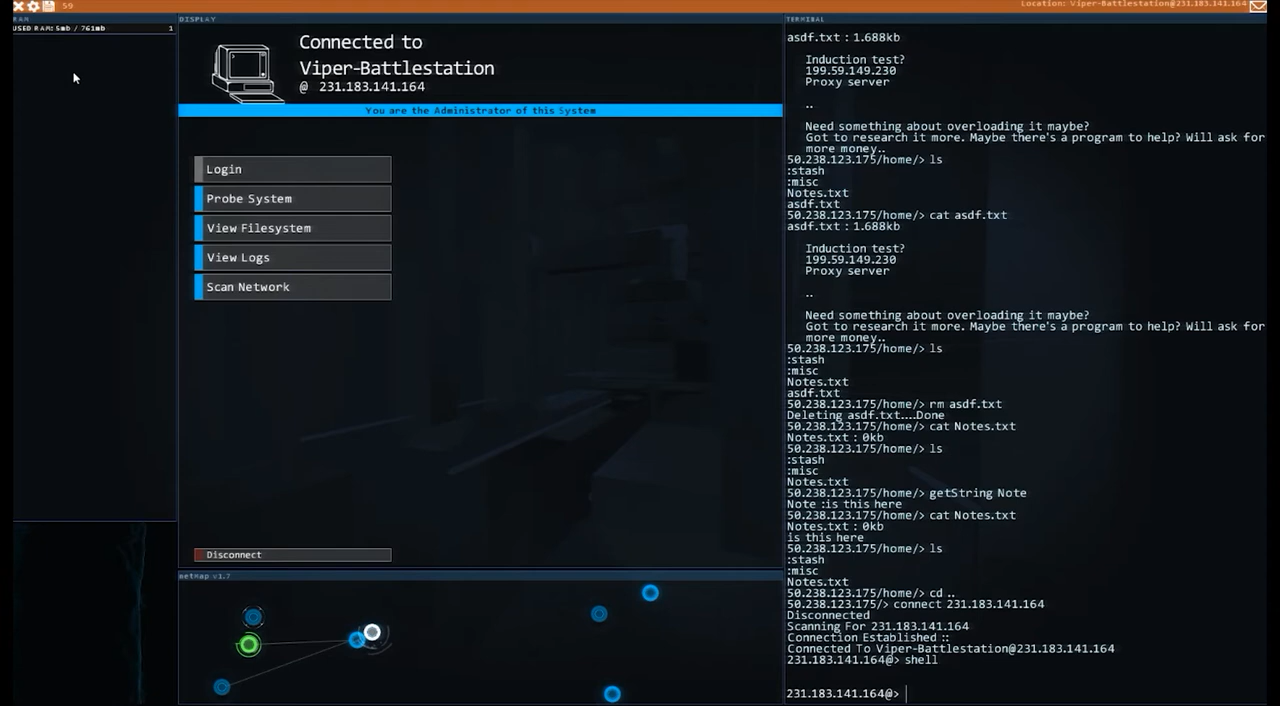 59
Location: Viper-Battlestation@231.183.141.164
RAM
USED RAM: 5mb / 761mb
1
DISPLAY
Connected to
Viper-Battlestation
@ 231.183.141.164
You are the Administrator of this System
Login
Probe System
View Filesystem
View Logs
Scan Network
Disconnect
netMap v1.7
TERMINAL
asdf.txt : 1.688kb
Induction test?
199.59.149.230
Proxy server
..
Need something about overloading it maybe?
Got to research it more. Maybe there's a program to help? Will ask for
more money..
50.238.123.175/home/> ls
:stash
:misc
Notes.txt
asdf.txt
50.238.123.175/home/> cat asdf.txt
asdf.txt : 1.688kb
Induction test?
199.59.149.230
Proxy server
..
Need something about overloading it maybe?
Got to research it more. Maybe there's a program to help? Will ask for
more money..
50.238.123.175/home/> ls
:stash
:misc
Notes.txt
asdf.txt
50.238.123.175/home/> rm asdf.txt
Deleting asdf.txt....Done
50.238.123.175/home/> cat Notes.txt
Notes.txt : 0kb
50.238.123.175/home/> ls
:stash
:misc
Notes.txt
50.238.123.175/home/> getString Note
Note :is this here
50.238.123.175/home/> cat Notes.txt
Notes.txt : 0kb
is this here
50.238.123.175/home/> ls
:stash
:misc
Notes.txt
50.238.123.175/home/> cd ..
50.238.123.175/> connect 231.183.141.164
Disconnected
Scanning For 231.183.141.164
Connection Established ::
Connected To Viper-Battlestation@231.183.141.164
231.183.141.164@> shell
231.183.141.164@>